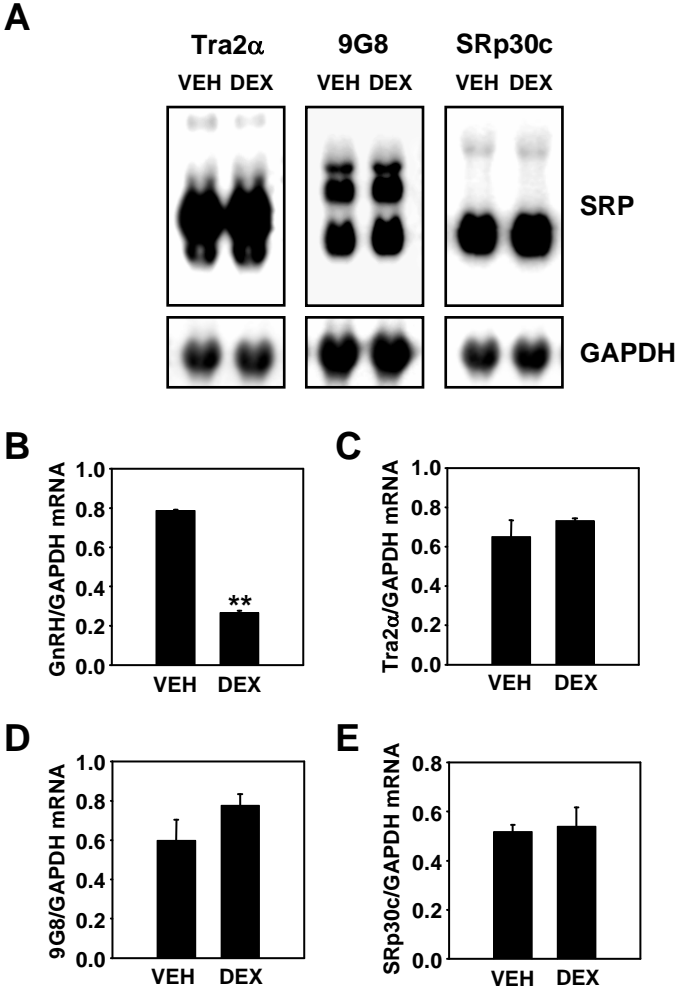 A
Tra2α 9G8 SRp30c
VEH DEX VEH DEX VEH DEX
SRP
GAPDH
B
GnRH/GAPDH mRNA
1.0
0.8
0.6
0.4
0.2
0.0
**
VEH DEX
C
Tra2α/GAPDH mRNA
1.0
0.8
0.6
0.4
0.2
0.0
VEH DEX
D
9G8/GAPDH mRNA
1.0
0.8
0.6
0.4
0.2
0.0
VEH DEX
E
SRp30c/GAPDH mRNA
0.8
0.6
0.4
0.2
0.0
VEH DEX